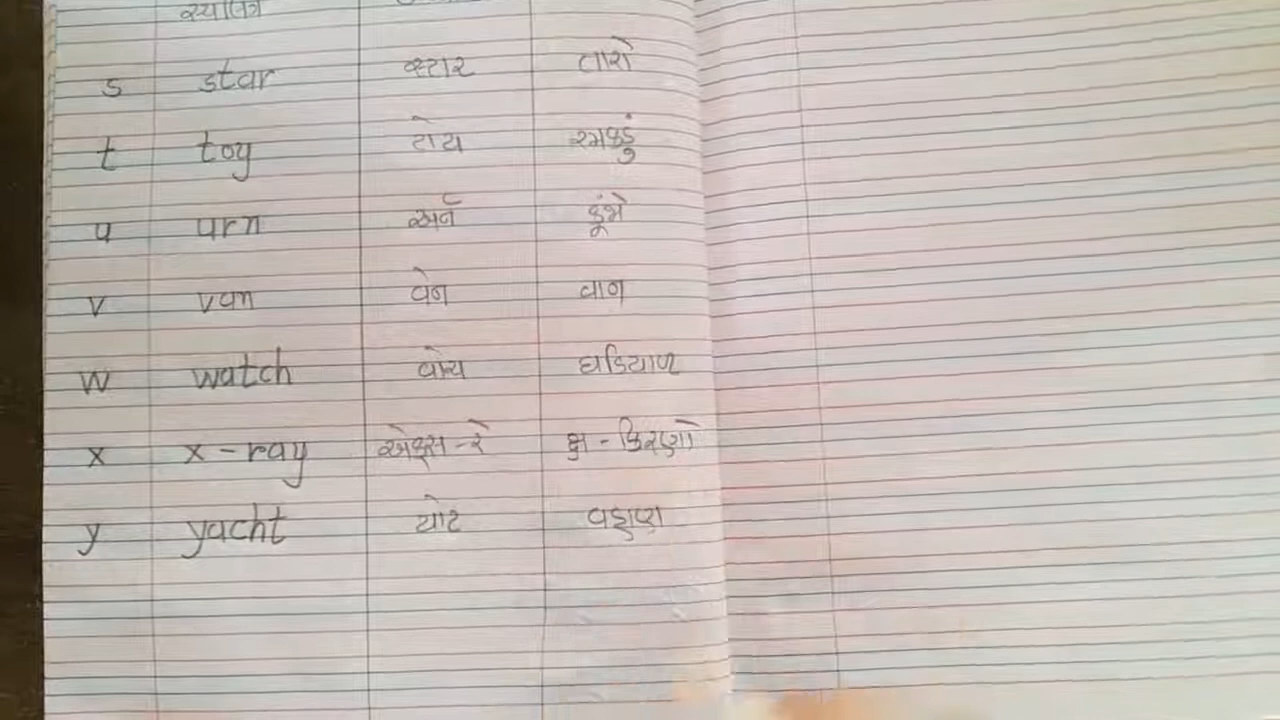 s star સ્ટાર તારો
t toy ટોય રમકડું
u urn અર્ન
v van વેન વાન
w watch વોચ ઘડિયાળ
x x-ray એક્સ-રે ક્ષ-કિરણો
y yacht યોટ વહાણ